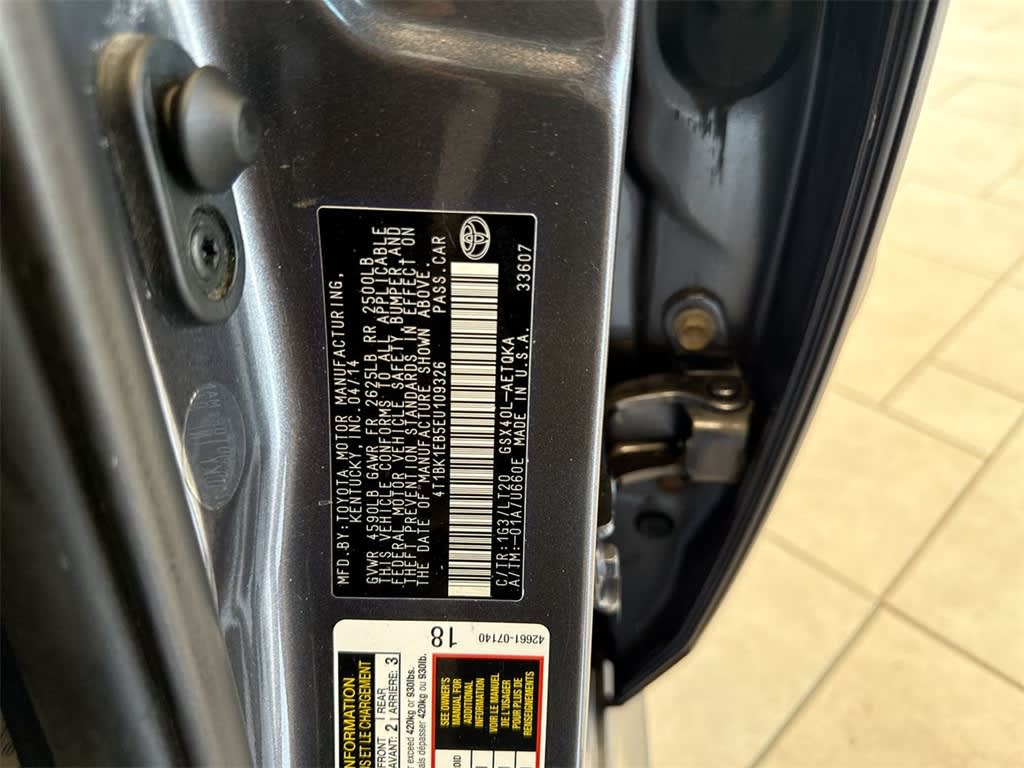 MFD.BY:TOYOTA MOTOR MANUFACTURING,
KENTUCKY, INC. 04/14
GVWR 4590LB GAWR FR 2625LB RR 2500LB
THIS VEHICLE CONFORMS TO ALL APPLICABLE
FEDERAL MOTOR VEHICLE SAFETY, BUMPER, AND
THEFT PREVENTION STANDARDS IN EFFECT ON
THE DATE OF MANUFACTURE SHOWN ABOVE.
4T1BK1EB5EU109326 PASS.CAR
C/TR:1G3/LT20 GSX40L-AETQKA
A/TM:-01A/U660E MADE IN U.S.A. 33607
18
42661-07140
INFORMATION
ET LE CHARGEMENT
FRONT REAR
AVANT: 2 ARRIÈRE: 3
exceed 420kg or 930lbs.
dépasser 420kg ou 930lb.
SEE OWNER'S
MANUAL FOR
ADDITIONAL
INFORMATION
VOIR LE MANUEL
DE L'USAGER
POUR PLUS DE
RENSEIGNEMENTS